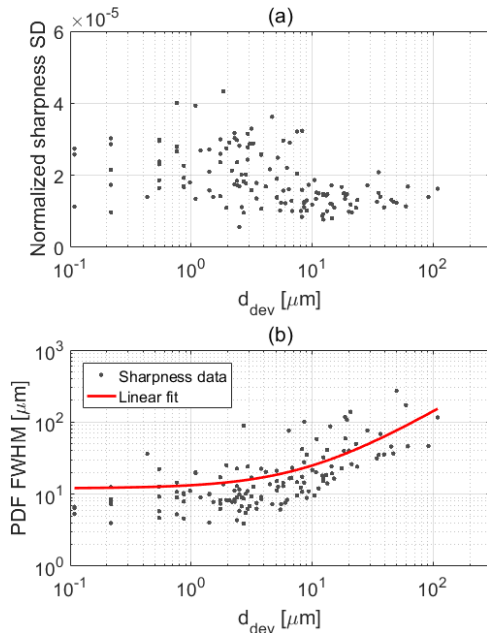 (a)
×10⁻⁵
6
4
2
0
Normalized sharpness SD
10⁻¹ 10⁰ 10¹ 10²
d_dev [μm]
(b)
10³
10²
10¹
10⁰
PDF FWHM [μm]
Sharpness data
Linear fit
10⁻¹ 10⁰ 10¹ 10²
d_dev [μm]